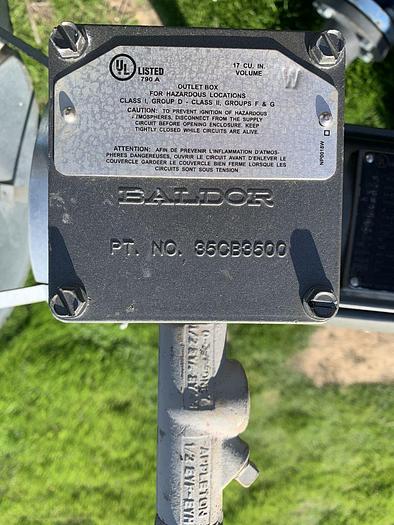 UL LISTED
790 A
17 CU. IN.
VOLUME
W
OUTLET BOX
FOR HAZARDOUS LOCATIONS
CLASS I, GROUP D - CLASS II, GROUPS F & G
CAUTION: TO PREVENT IGNITION OF HAZARDOUS
ATMOSPHERES, DISCONNECT FROM THE SUPPLY
CIRCUIT BEFORE OPENING ENCLOSURE. KEEP
TIGHTLY CLOSED WHILE CIRCUITS ARE ALIVE.
ATTENTION: AFIN DE PREVENIR L'INFLAMMATION D'ATMOS-
PHERES DANGEREUSES, OUVRIR LE CIRCUIT AVANT D'ENLEVER LE
COUVERCLE GARDEER LE COUVERCLE BIEN FERME LORSQUE LES
CIRCUITS SONT SOUS TENSION.
NP0016W
BALDOR
PT. NO. 35CB3500
APPLETON